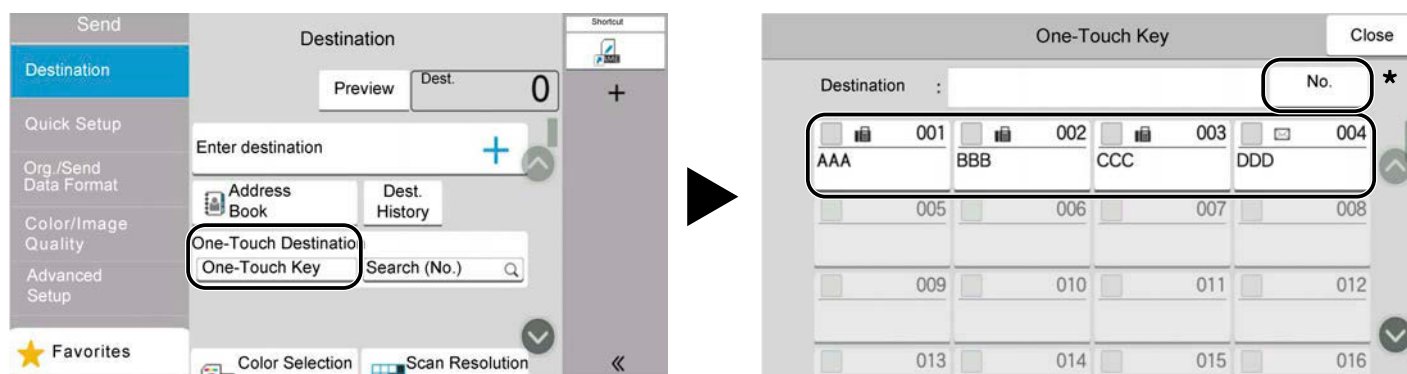 Send
Destination
Quick Setup
Org./Send
Data Format
Color/Image
Quality
Advanced
Setup
Favorites
Destination
Preview
Dest.
0
Enter destination
Address
Book
Dest.
History
One-Touch Destination
One-Touch Key
Search (No.)
Color Selection
Scan Resolution
Shortcut
+
«
One-Touch Key
Close
Destination :
No.
*
001
AAA
002
BBB
003
CCC
004
DDD
005
006
007
008
009
010
011
012
013
014
015
016